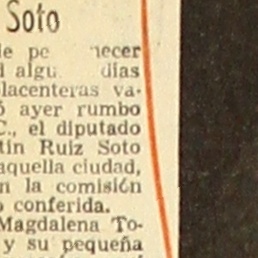 Soto
de pe necer
algu días
lacenteras va-
ó ayer rumbo
C., el diputado
tín Ruiz Soto
aquella ciudad,
n la comisión
conferida.
Magdalena To-
y su pequeña